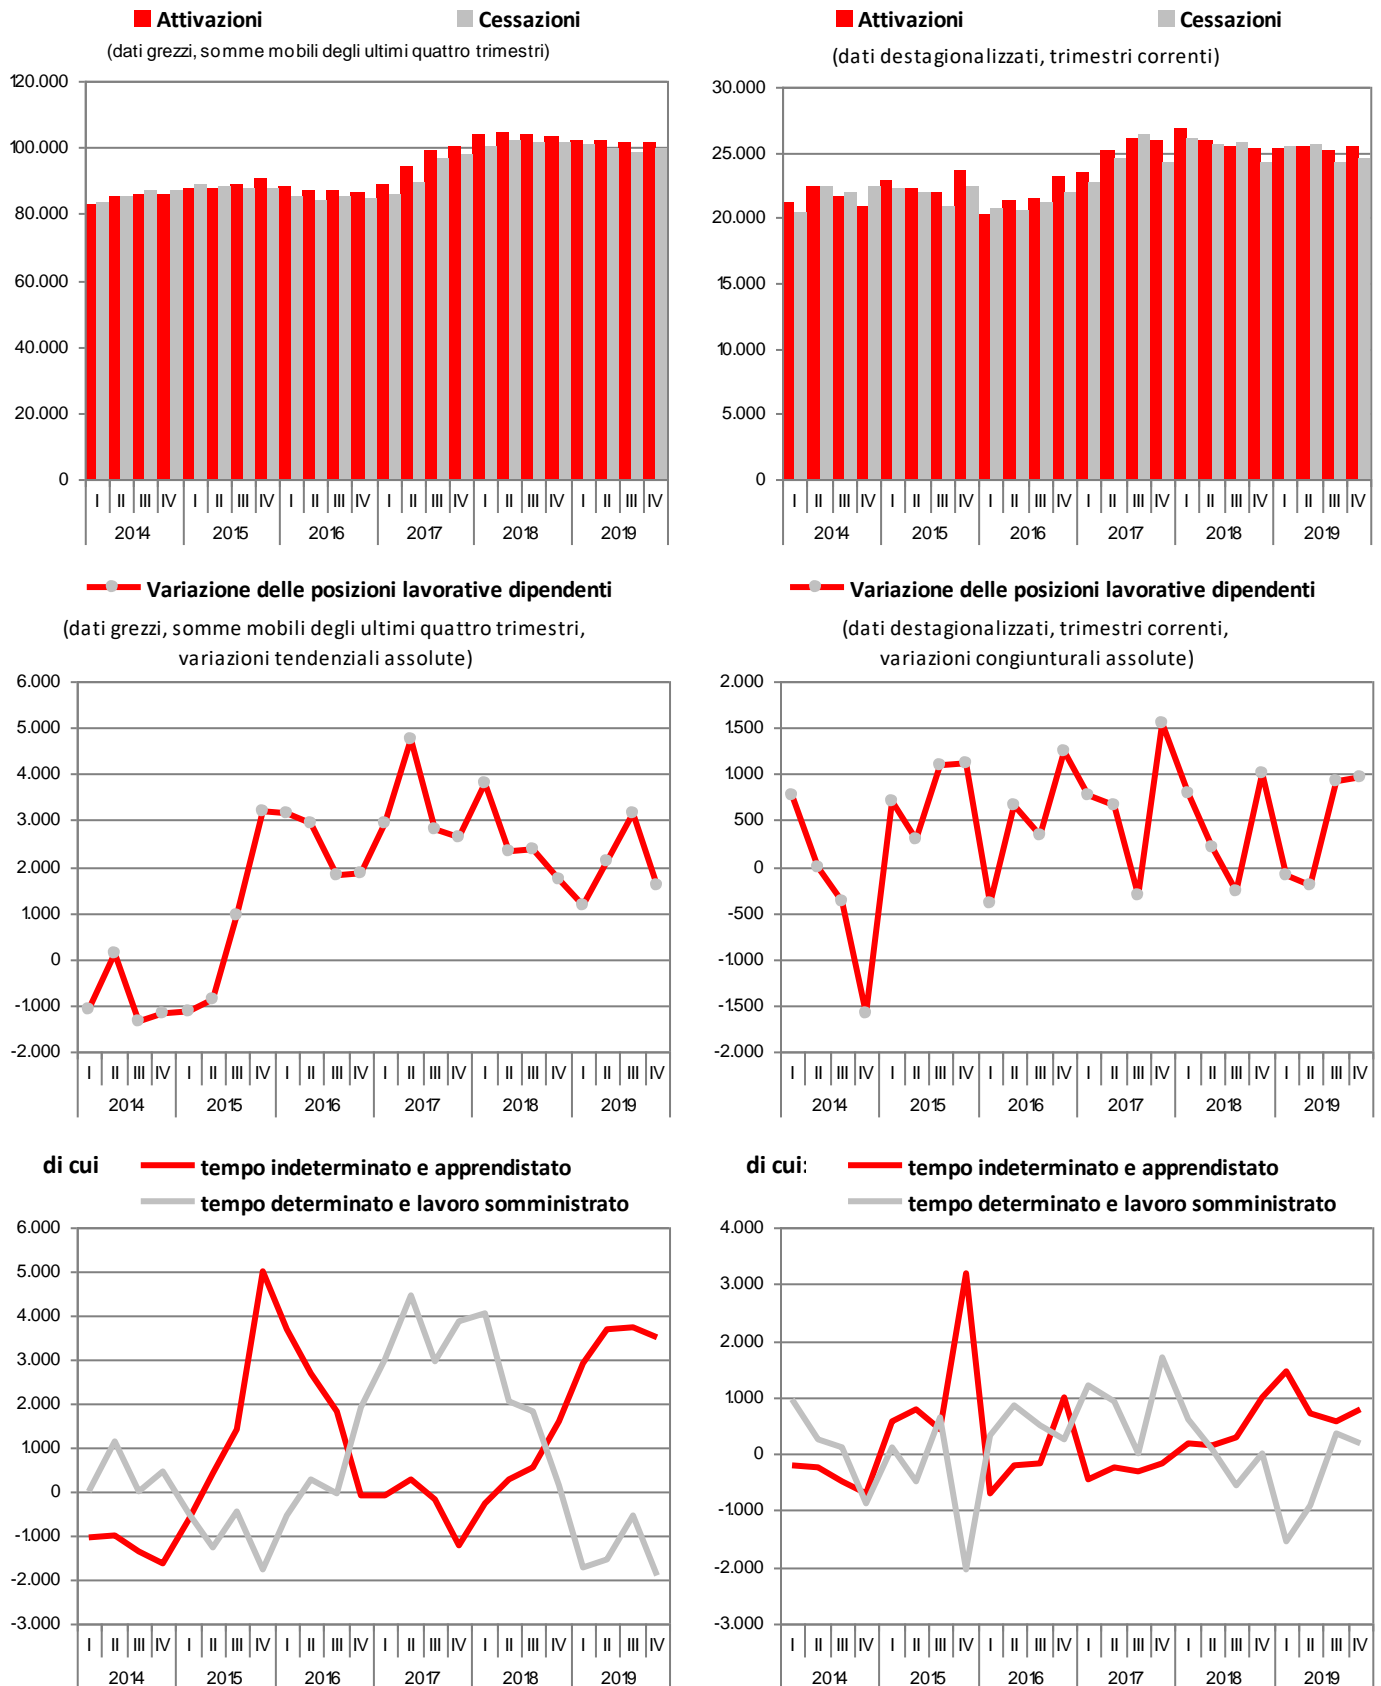 Attivazioni Cessazioni
(dati grezzi, somme mobili degli ultimi quattro trimestri)
120.000
100.000
80.000
60.000
40.000
20.000
0
I II III IV I II III IV I II III IV I II III IV I II III IV I II III IV
2014 2015 2016 2017 2018 2019
Attivazioni Cessazioni
(dati destagionalizzati, trimestri correnti)
30.000
25.000
20.000
15.000
10.000
5.000
0
I II III IV I II III IV I II III IV I II III IV I II III IV I II III IV
2014 2015 2016 2017 2018 2019
Variazione delle posizioni lavorative dipendenti
(dati grezzi, somme mobili degli ultimi quattro trimestri,
variazioni tendenziali assolute)
6.000
5.000
4.000
3.000
2.000
1000
0
-1000
-2.000
I II III IV I II III IV I II III IV I II III IV I II III IV I II III IV
2014 2015 2016 2017 2018 2019
Variazione delle posizioni lavorative dipendenti
(dati destagionalizzati, trimestri correnti,
variazioni congiunturali assolute)
2.000
1500
1000
500
0
-500
-1000
-1500
-2.000
I II III IV I II III IV I II III IV I II III IV I II III IV I II III IV
2014 2015 2016 2017 2018 2019
di cui tempo indeterminato e apprendistato
tempo determinato e lavoro somministrato
6.000
5.000
4.000
3.000
2.000
1000
0
-1000
-2.000
-3.000
I II III IV I II III IV I II III IV I II III IV I II III IV I II III IV
2014 2015 2016 2017 2018 2019
di cui: tempo indeterminato e apprendistato
tempo determinato e lavoro somministrato
4.000
3.000
2.000
1000
0
-1000
-2.000
-3.000
I II III IV I II III IV I II III IV I II III IV I II III IV I II III IV
2014 2015 2016 2017 2018 2019